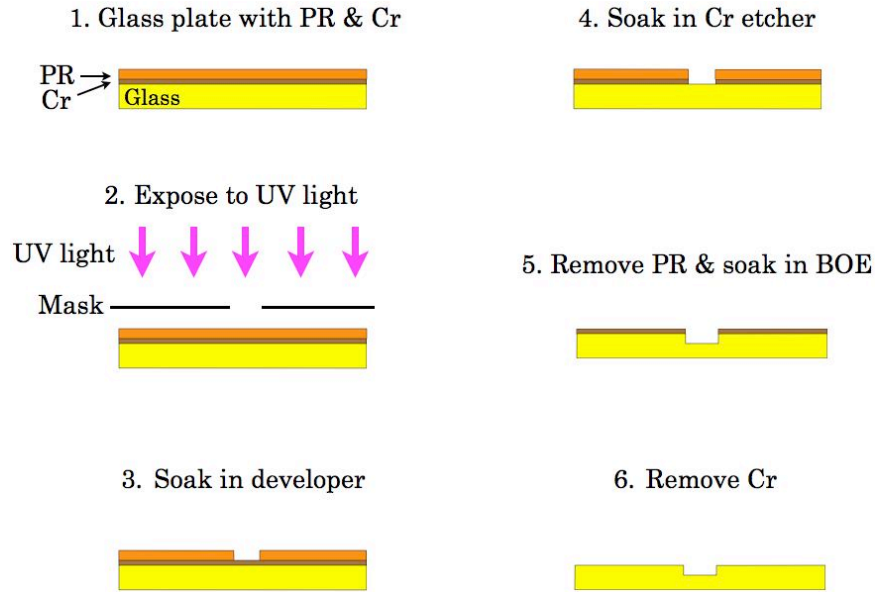 1. Glass plate with PR & Cr
PR
Cr
Glass
2. Expose to UV light
UV light
Mask
3. Soak in developer
4. Soak in Cr etcher
5. Remove PR & soak in BOE
6. Remove Cr